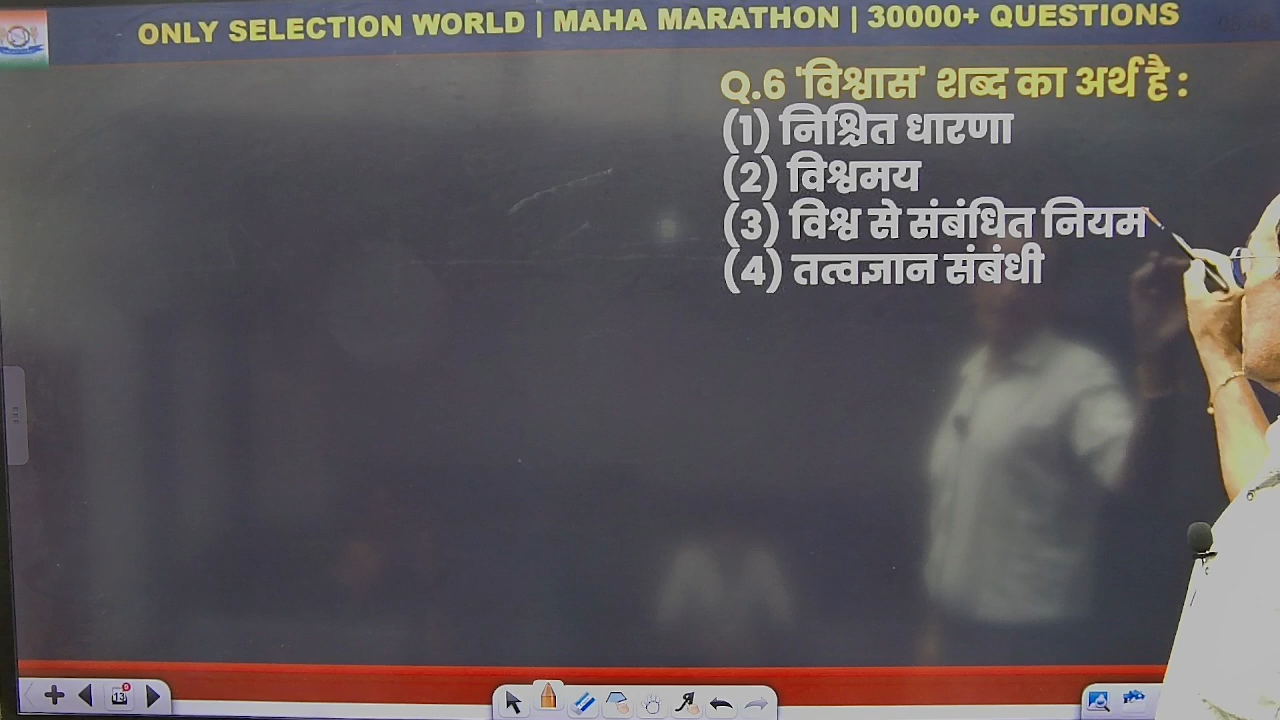 ONLY SELECTION WORLD | MAHA MARATHON | 30000+ QUESTIONS
Q.6 'विश्वास' शब्द का अर्थ है :
(1) निश्चित धारणा
(2) विश्वमय
(3) विश्व से संबंधित नियम
(4) तत्वज्ञान संबंधी
13